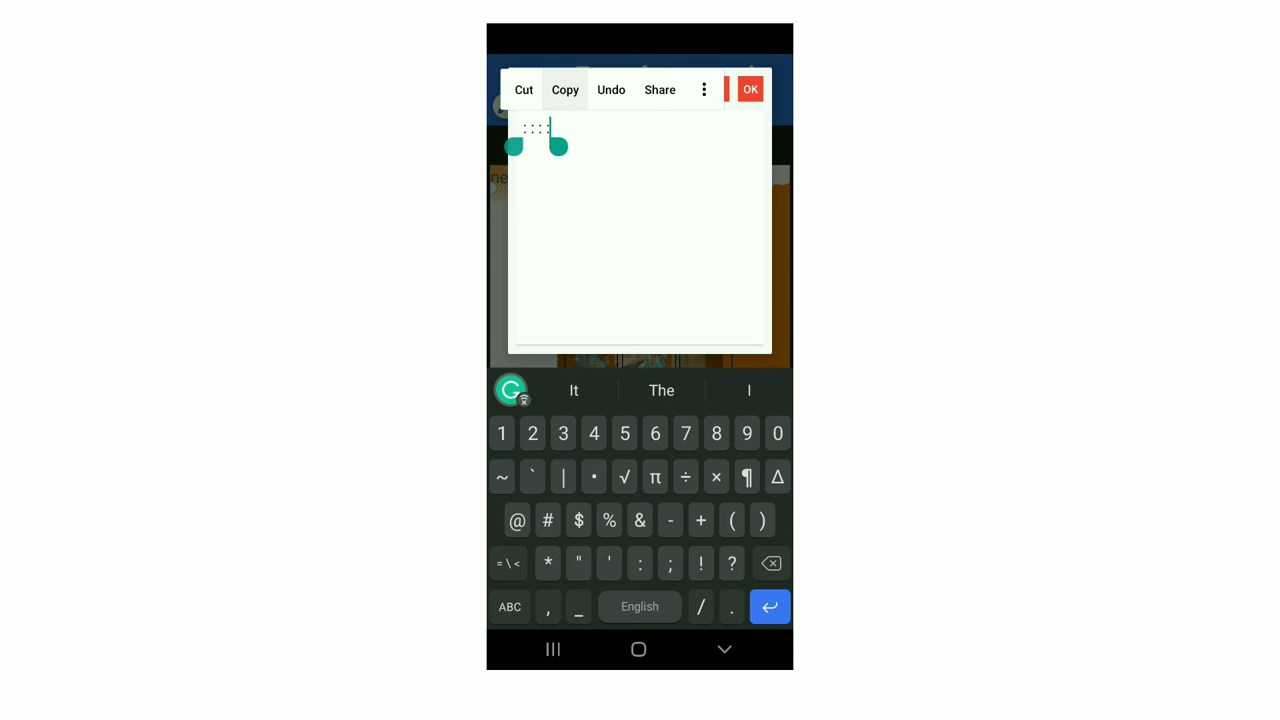 Cut Copy Undo Share OK
: : : :
ne
It The I
1 2 3 4 5 6 7 8 9 0
~ ` | • √ π ÷ × ¶ Δ
@ # $ % & - + ( )
= \ < * " ' : ; ! ?
ABC , _ English / .